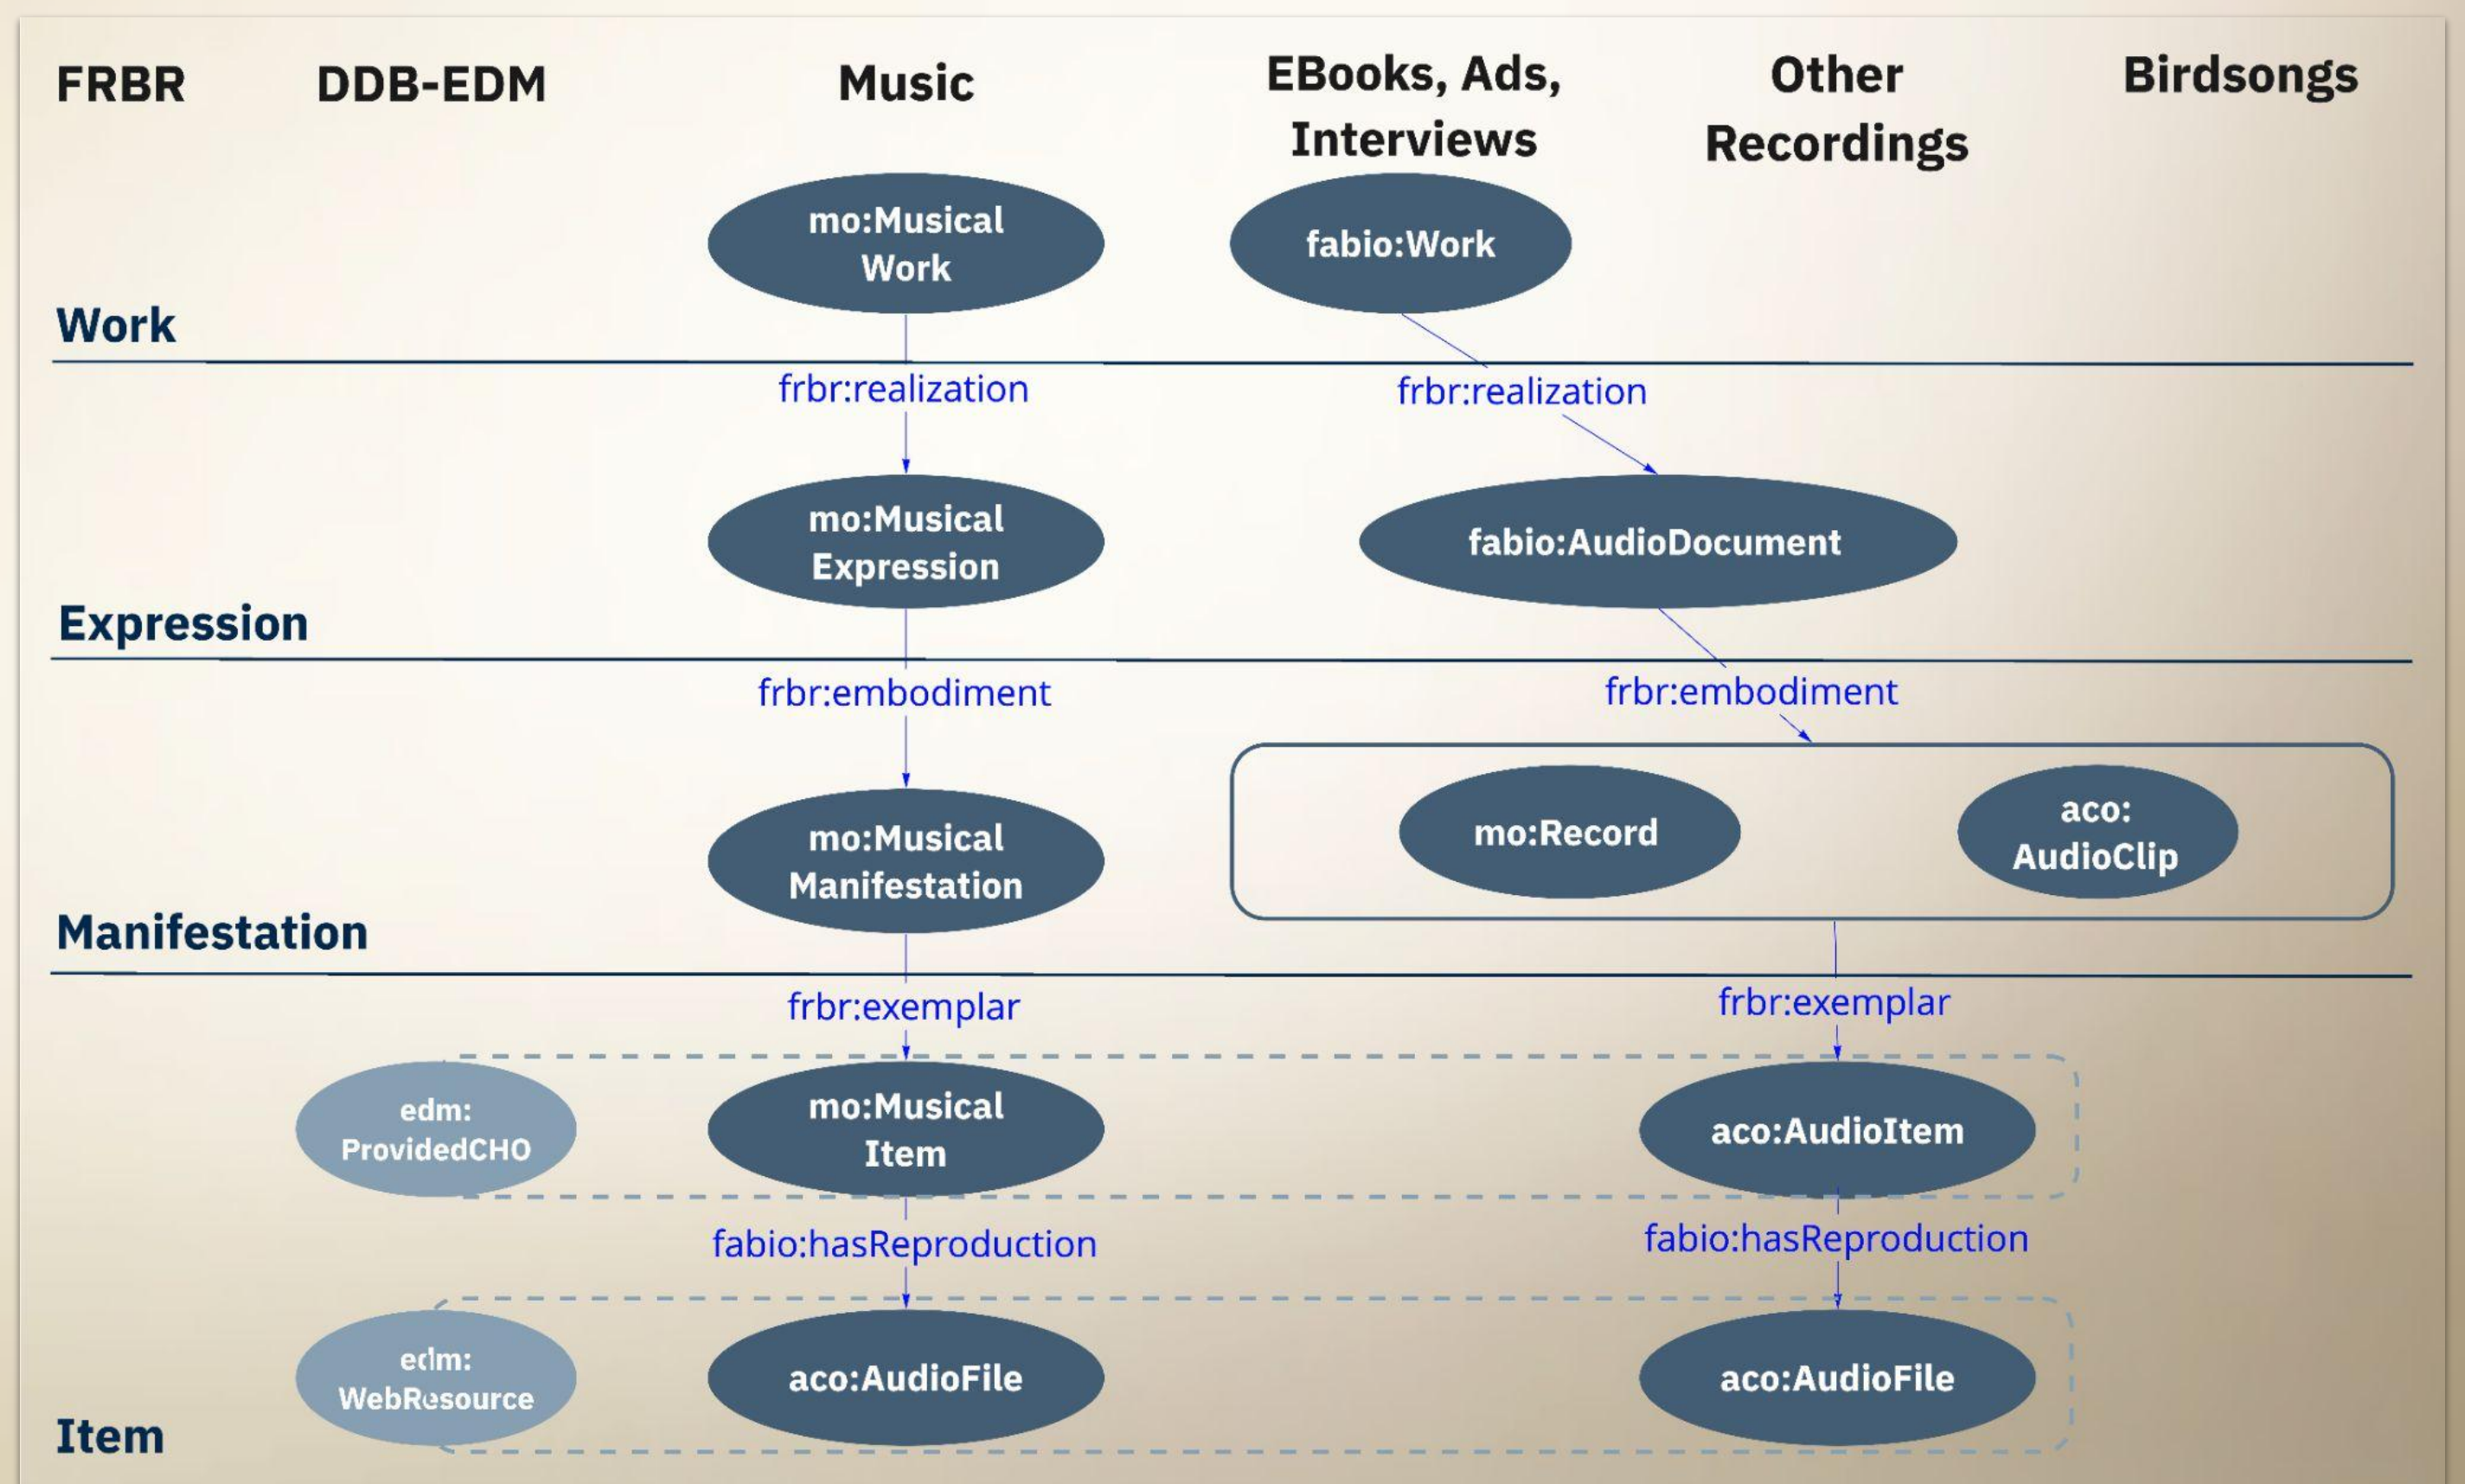 FRBR
DDB-EDM
Music
EBooks, Ads,
Interviews
Other
Recordings
Birdsongs
mo:Musical
Work
fabio:Work
Work
frbr:realization
frbr:realization
mo:Musical
Expression
fabio:AudioDocument
Expression
frbr:embodiment
frbr:embodiment
mo:Musical
Manifestation
mo:Record
aco:
AudioClip
Manifestation
frbr:exemplar
frbr:exemplar
edm:
ProvidedCHO
mo:Musical
Item
aco:AudioItem
fabio:hasReproduction
fabio:hasReproduction
edm:
WebResource
aco:AudioFile
aco:AudioFile
Item